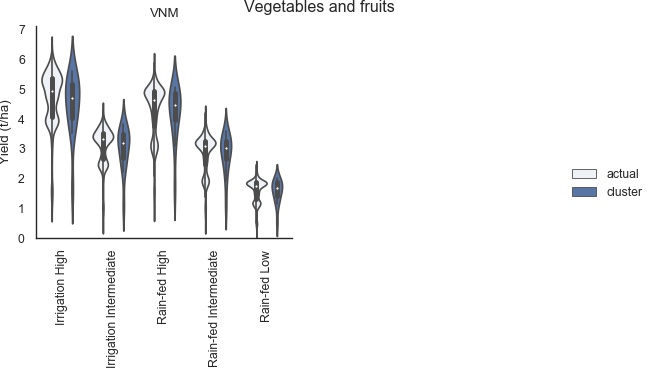 Vegetables and fruits
VNM
7
6
5
4
3
2
1
0
Yield (t/ha)
Irrigation High
Irrigation Intermediate
Rain-fed High
Rain-fed Intermediate
Rain-fed Low
actual
cluster